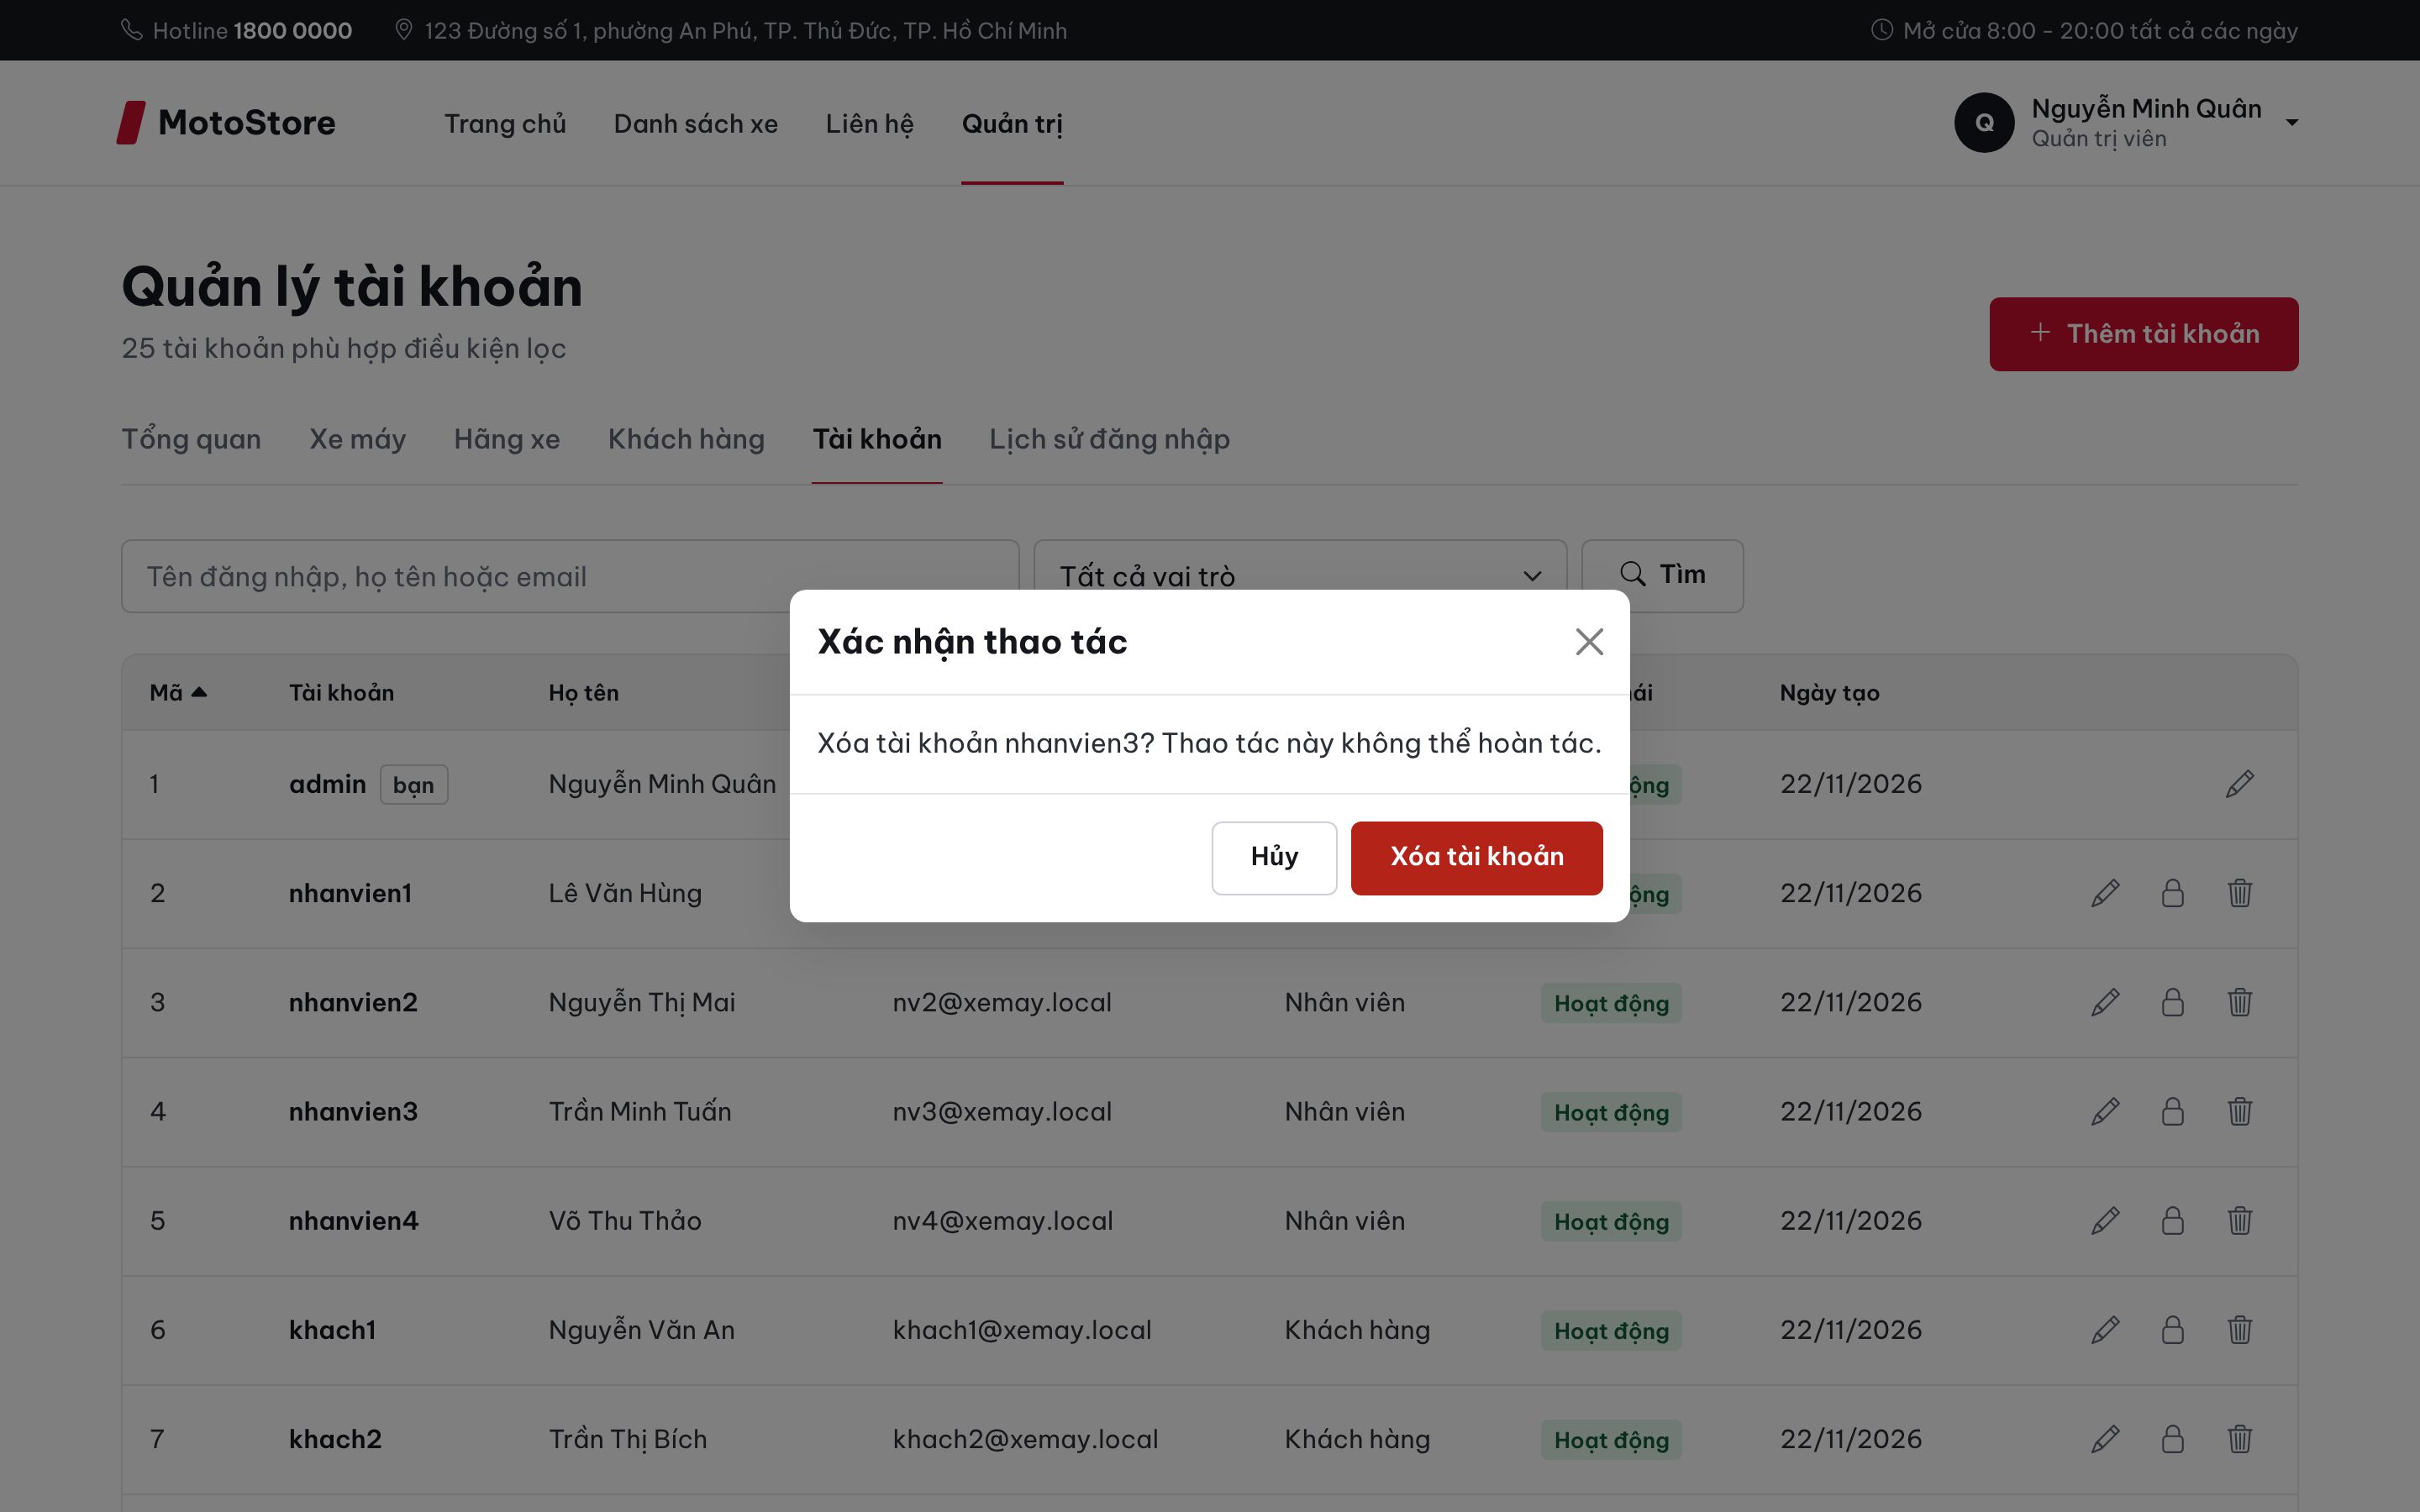 Hotline 1800 0000 123 Đường số 1, phường An Phú, TP. Thủ Đức, TP. Hồ Chí Minh Mở cửa 8:00 - 20:00 tất cả các ngày
MotoStore Trang chủ Danh sách xe Liên hệ Quản trị Q Nguyễn Minh Quân
Quản trị viên
Quản lý tài khoản
25 tài khoản phù hợp điều kiện lọc
Thêm tài khoản
Tổng quan Xe máy Hãng xe Khách hàng Tài khoản Lịch sử đăng nhập
Tên đăng nhập, họ tên hoặc email Tất cả vai trò Tìm
Xác nhận thao tác
Xóa tài khoản nhanvien3? Thao tác này không thể hoàn tác.
Hủy Xóa tài khoản
Mã Tài khoản Họ tên Ngày tạo
1 admin bạn Nguyễn Minh Quân 22/11/2026
2 nhanvien1 Lê Văn Hùng 22/11/2026
3 nhanvien2 Nguyễn Thị Mai nv2@xemay.local Nhân viên Hoạt động 22/11/2026
4 nhanvien3 Trần Minh Tuấn nv3@xemay.local Nhân viên Hoạt động 22/11/2026
5 nhanvien4 Võ Thu Thảo nv4@xemay.local Nhân viên Hoạt động 22/11/2026
6 khach1 Nguyễn Văn An khach1@xemay.local Khách hàng Hoạt động 22/11/2026
7 khach2 Trần Thị Bích khach2@xemay.local Khách hàng Hoạt động 22/11/2026